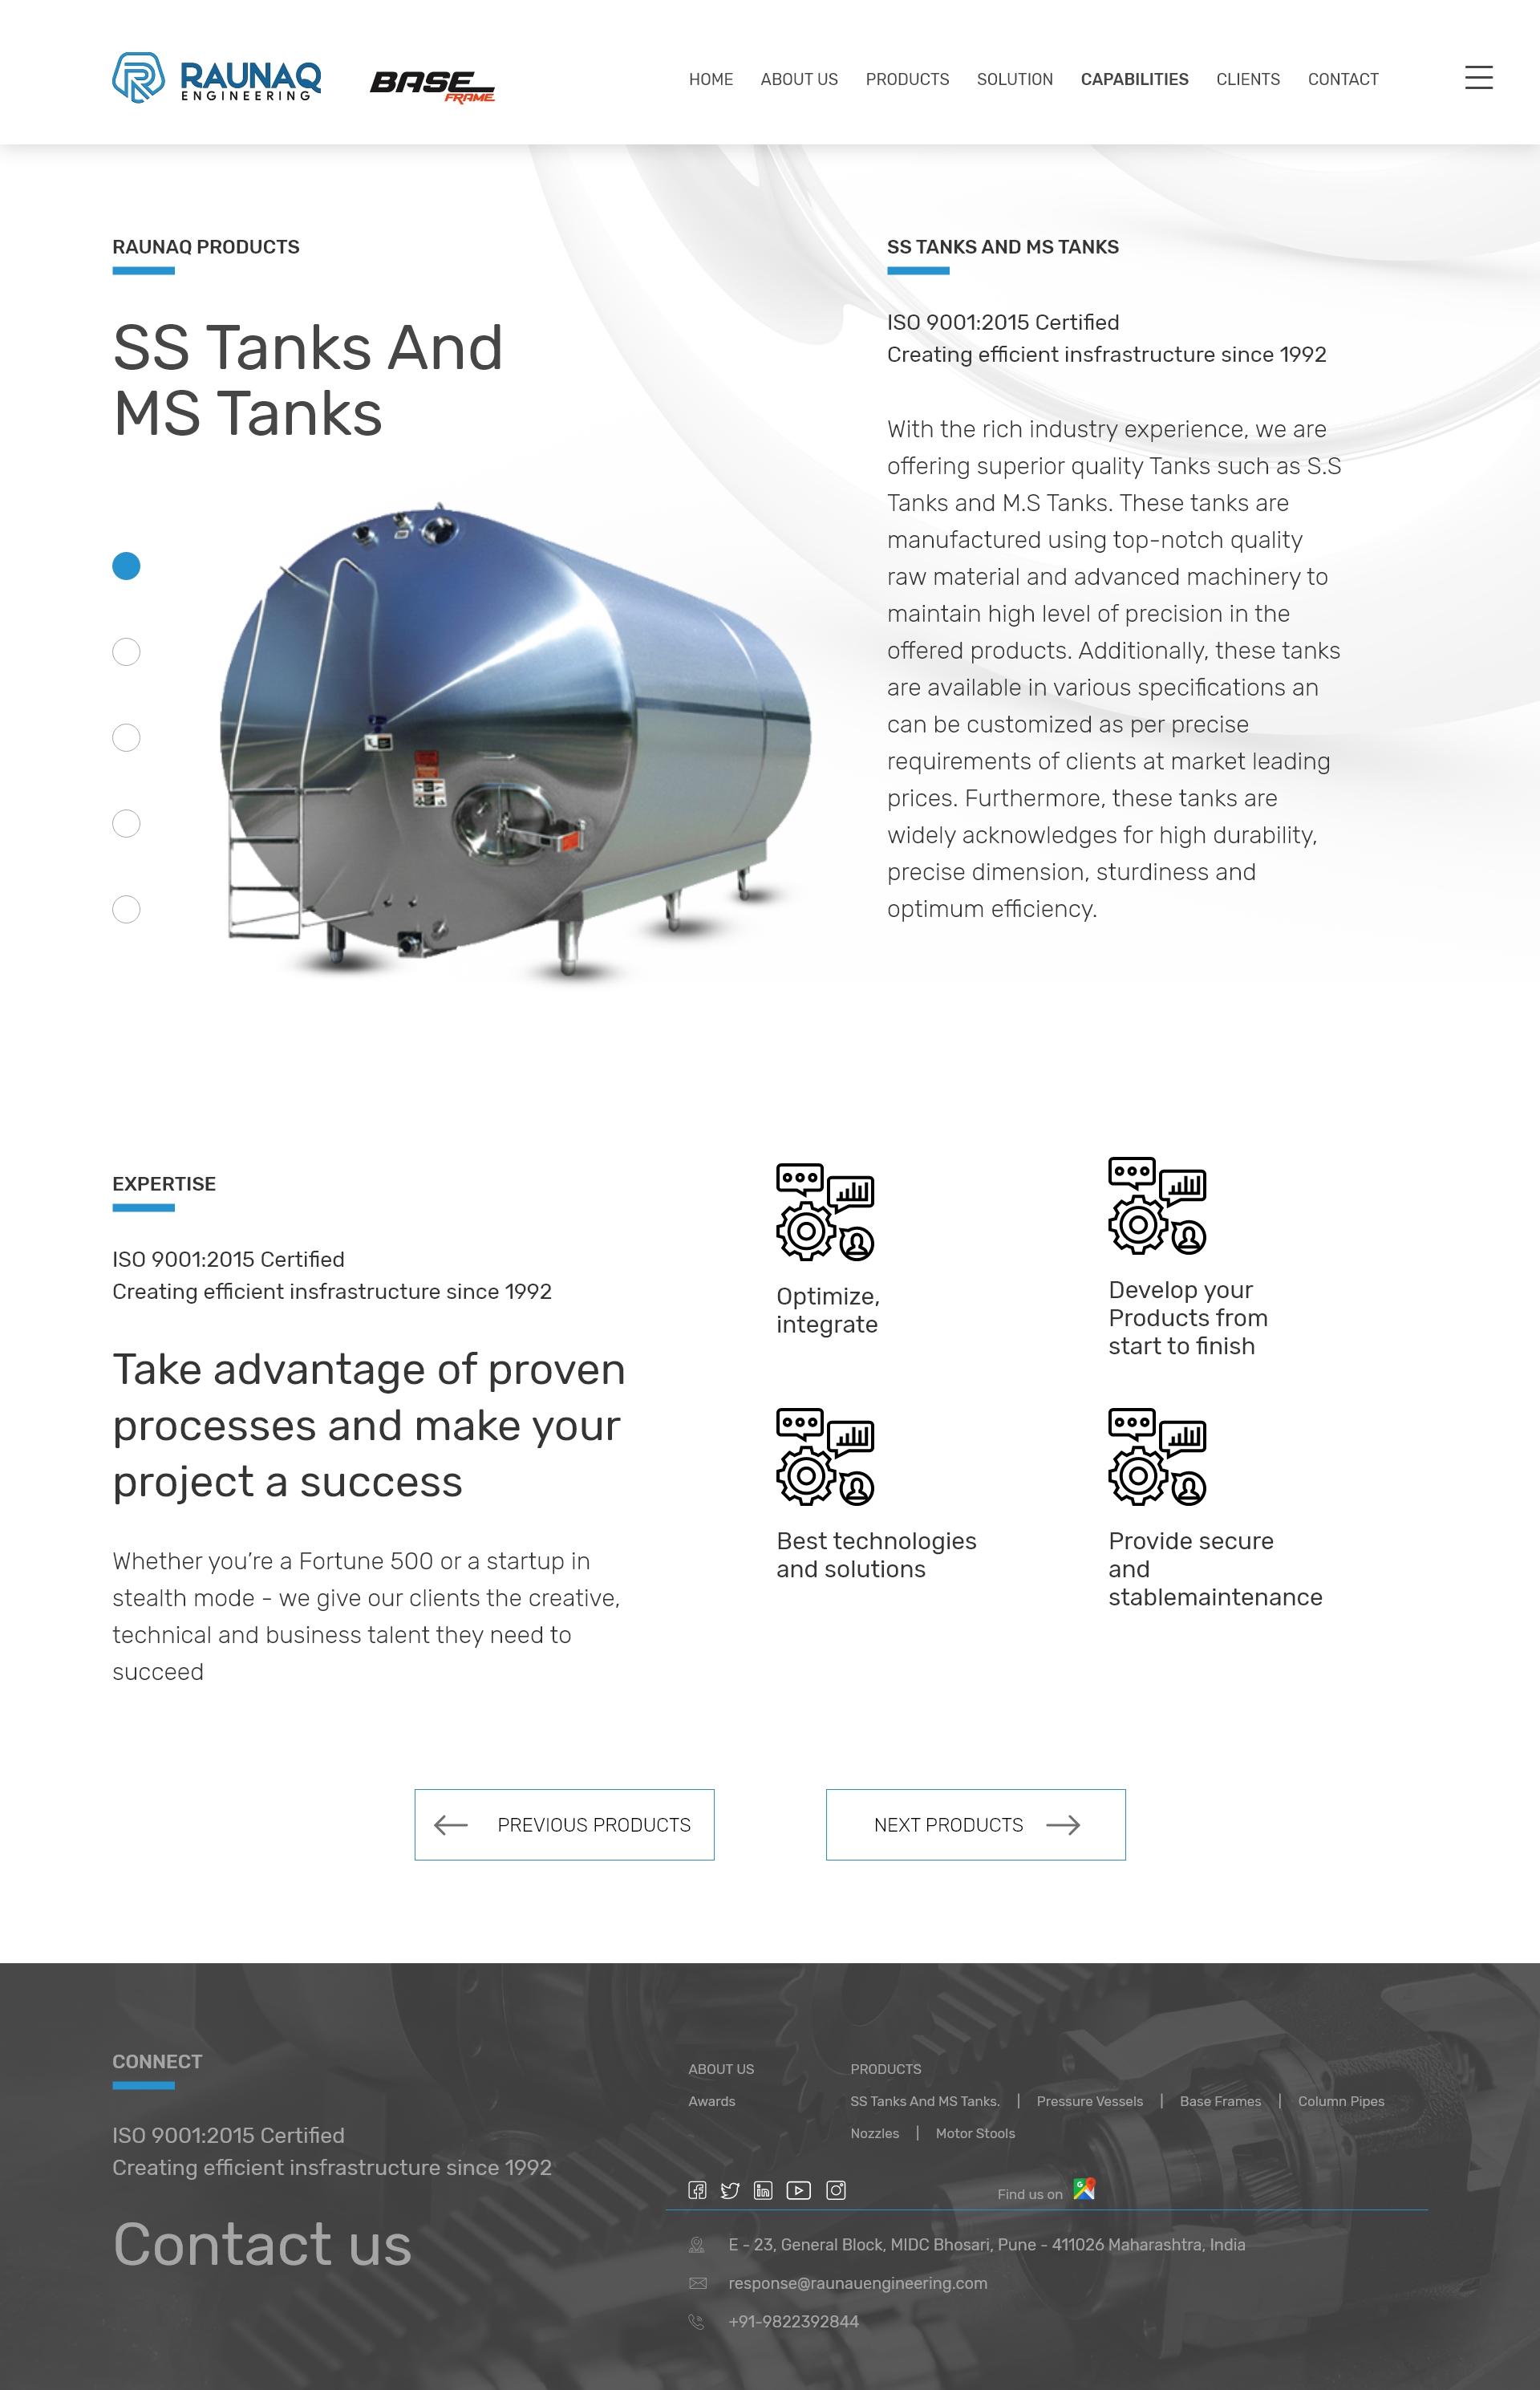 RAUNAQ
ENGINEERING
BASE
FRAME
HOME ABOUT US PRODUCTS SOLUTION CAPABILITIES CLIENTS CONTACT
RAUNAQ PRODUCTS
SS Tanks And
MS Tanks
SS TANKS AND MS TANKS
ISO 9001:2015 Certified
Creating efficient insfrastructure since 1992
With the rich industry experience, we are
offering superior quality Tanks such as S.S
Tanks and M.S Tanks. These tanks are
manufactured using top-notch quality
raw material and advanced machinery to
maintain high level of precision in the
offered products. Additionally, these tanks
are available in various specifications an
can be customized as per precise
requirements of clients at market leading
prices. Furthermore, these tanks are
widely acknowledges for high durability,
precise dimension, sturdiness and
optimum efficiency.
EXPERTISE
ISO 9001:2015 Certified
Creating efficient insfrastructure since 1992
Take advantage of proven
processes and make your
project a success
Whether you’re a Fortune 500 or a startup in
stealth mode - we give our clients the creative,
technical and business talent they need to
succeed
Optimize,
integrate
Develop your
Products from
start to finish
Best technologies
and solutions
Provide secure
and
stablemaintenance
PREVIOUS PRODUCTS
NEXT PRODUCTS
CONNECT
ISO 9001:2015 Certified
Creating efficient insfrastructure since 1992
Contact us
ABOUT US
Awards
PRODUCTS
SS Tanks And MS Tanks. | Pressure Vessels | Base Frames | Column Pipes
Nozzles | Motor Stools
Find us on
E - 23, General Block, MIDC Bhosari, Pune - 411026 Maharashtra, India
response@raunauengineering.com
+91-9822392844